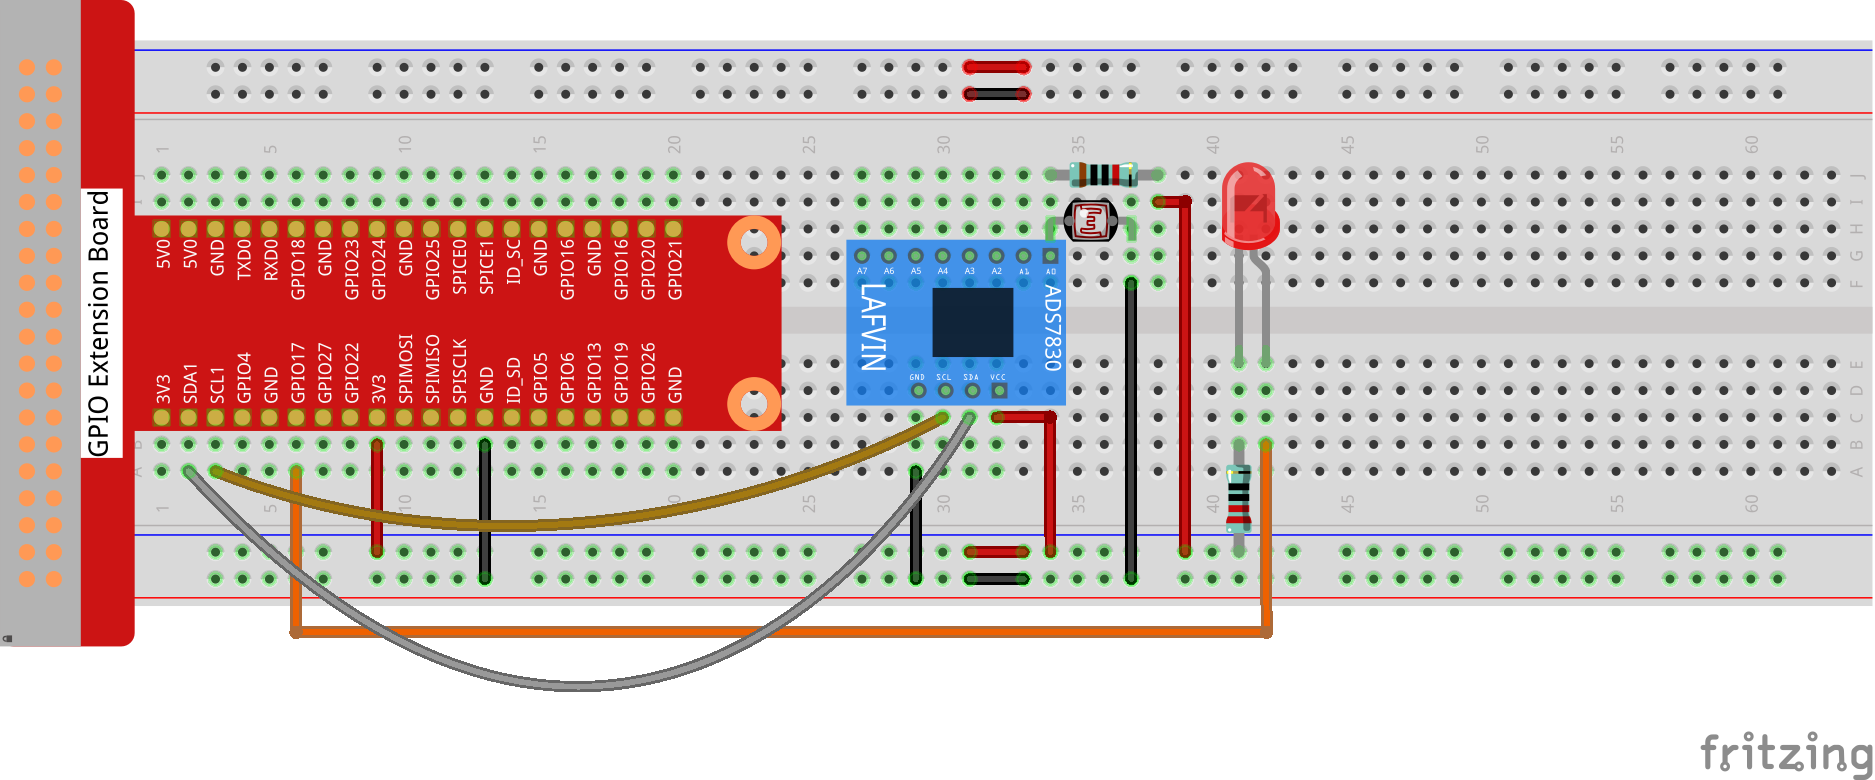 1 5 10 15 20 25 30 35 40 45 50 55 60
J J
I I
H
G
F
GPIO Extension Board
5V0 5V0 GND TXD0 RXD0 GPIO18 GND GPIO23 GPIO24 GND GPIO25 SPICE0 SPICE1 ID_SC GND GPIO16 GND GPIO16 GPIO20 GPIO21
3V3 SDA1 SCL1 GPIO4 GND GPIO17 GPIO27 GPIO22 3V3 SPIMOSI SPIMISO SPISCLK GND ID_SD GPIO5 GPIO6 GPIO13 GPIO19 GPIO26 GND
A7 A6 A5 A4 A3 A2 A1 A0
LAFVIN
ADS7830
GND SCL SDA VCC
E
D
C
B B
A A
1 5 10 15 20 25 30 35 40 45 50 55 60
fritzing